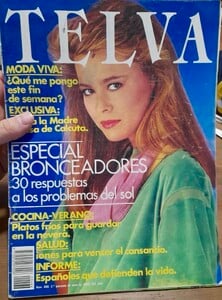 TELVA
MODA VIVA:
¿Qué me pongo
este fin
de semana?
EXCLUSIVA:
a la Madre
sa de Calcuta.
ESPECIAL
BRONCEADORES
30 respuestas
a los problemas del sol
COCINA-VERANO:
Platos fríos para guardar
en la nevera.
SALUD:
ienes para vencer el cansancio.
INFORME:
Españoles que defienden la vida.